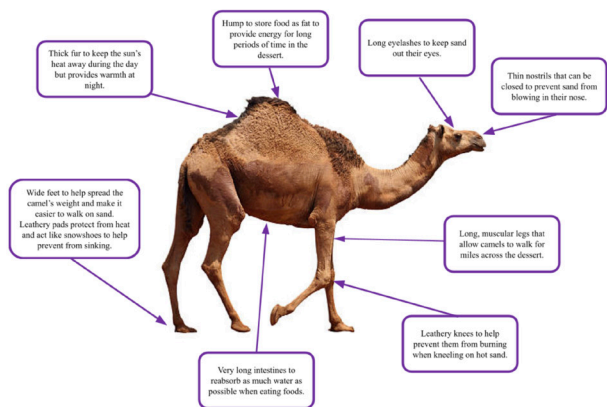 Hump to store food as fat to
provide energy for long
periods of time in the
dessert.
Thick fur to keep the sun's
heat away during the day
but provides warmth at
night.
Long eyelashes to keep sand
out their eyes.
Thin nostrils that can be
closed to prevent sand from
blowing in their nose.
Wide feet to help spread the
camel's weight and make it
easier to walk on sand.
Leathery pads protect from heat
and act like snowshoes to help
prevent from sinking.
Long, muscular legs that
allow camels to walk for
miles across the dessert.
Leathery knees to help
prevent them from burning
when kneeling on hot sand.
Very long intestines to
reabsorb as much water as
possible when eating foods.